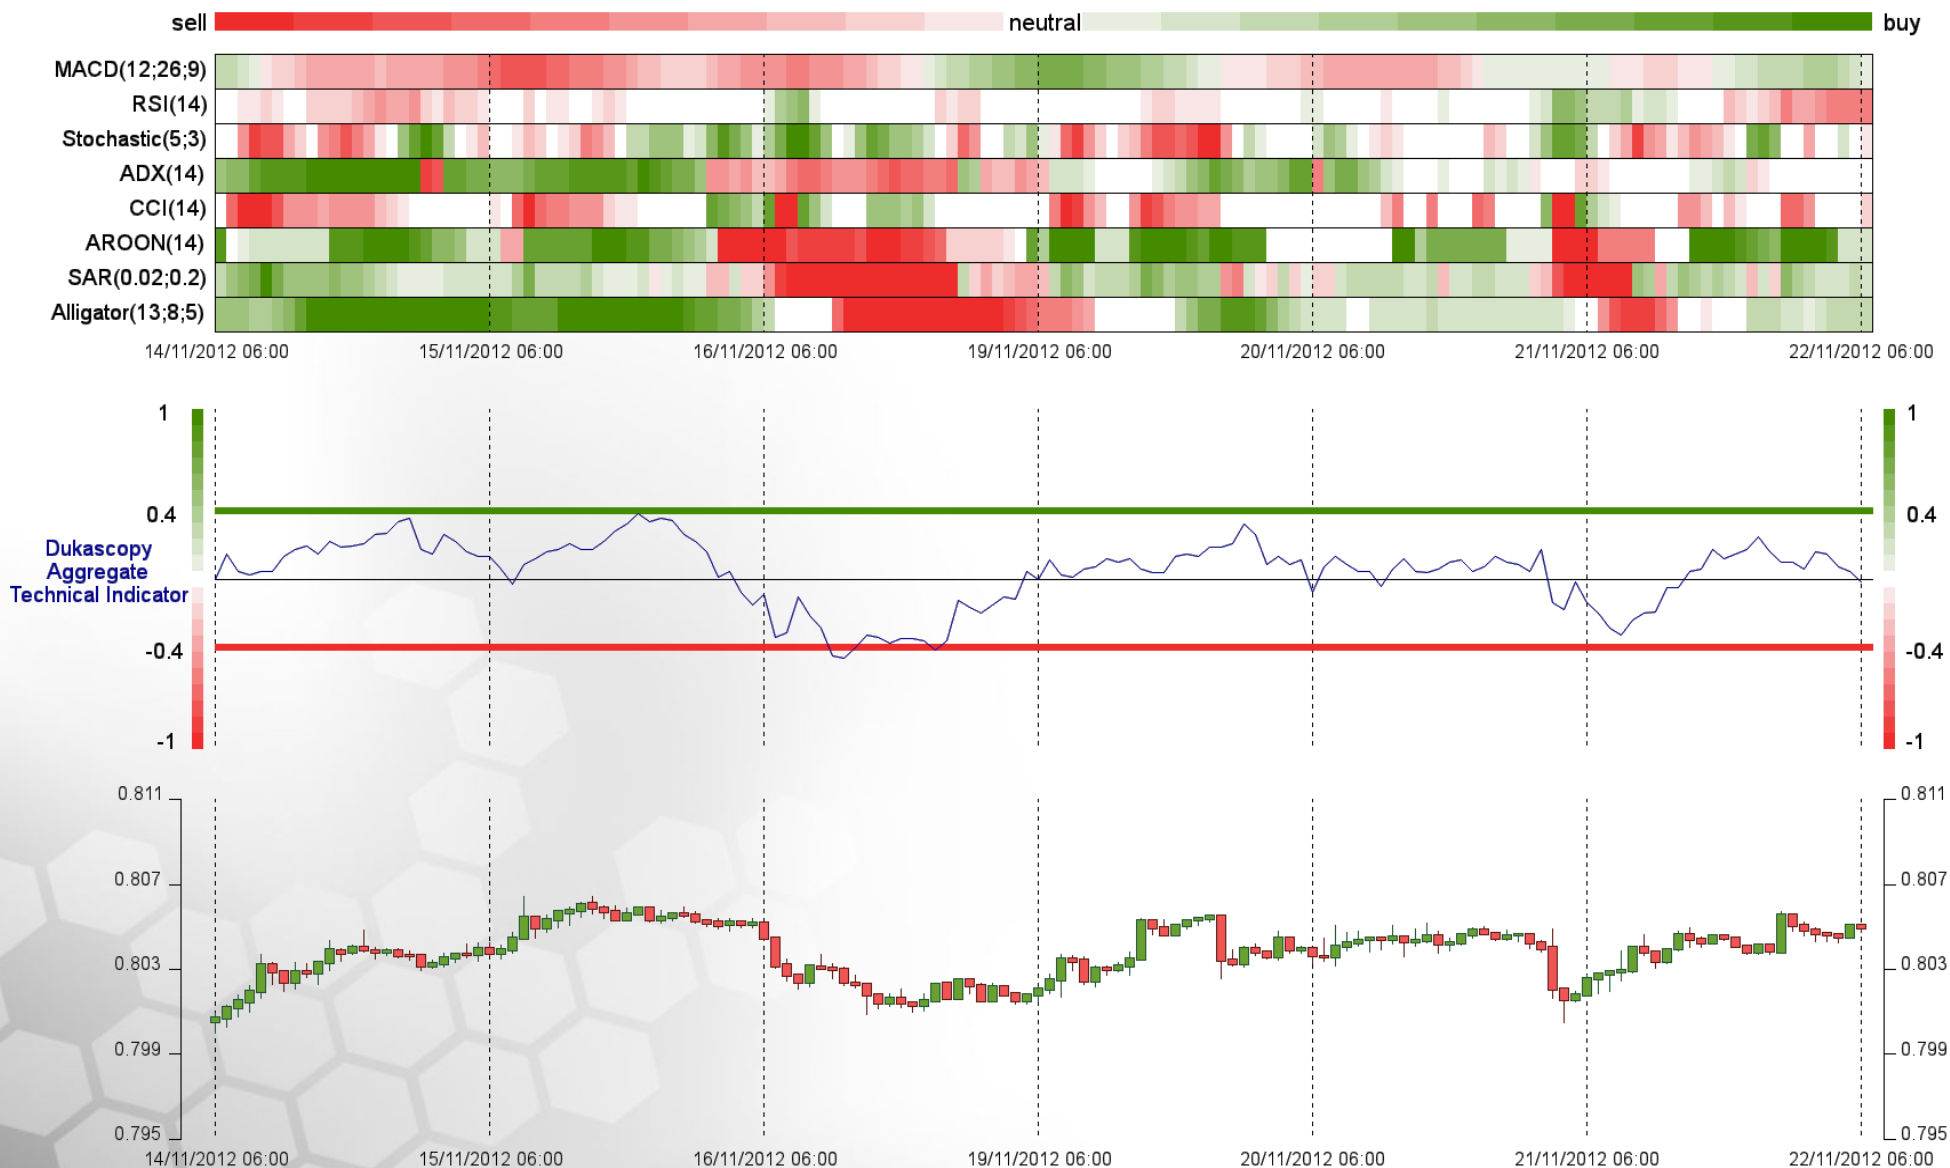 sell neutral buy
MACD(12;26;9)
RSI(14)
Stochastic(5;3)
ADX(14)
CCI(14)
AROON(14)
SAR(0.02;0.2)
Alligator(13;8;5)
14/11/2012 06:00 15/11/2012 06:00 16/11/2012 06:00 19/11/2012 06:00 20/11/2012 06:00 21/11/2012 06:00 22/11/2012 06:00
1 1
0.4 0.4
Dukascopy
Aggregate
Technical Indicator
-0.4 -0.4
-1 -1
0.811 0.811
0.807 0.807
0.803 0.803
0.799 0.799
0.795 0.795
14/11/2012 06:00 15/11/2012 06:00 16/11/2012 06:00 19/11/2012 06:00 20/11/2012 06:00 21/11/2012 06:00 22/11/2012 06:00